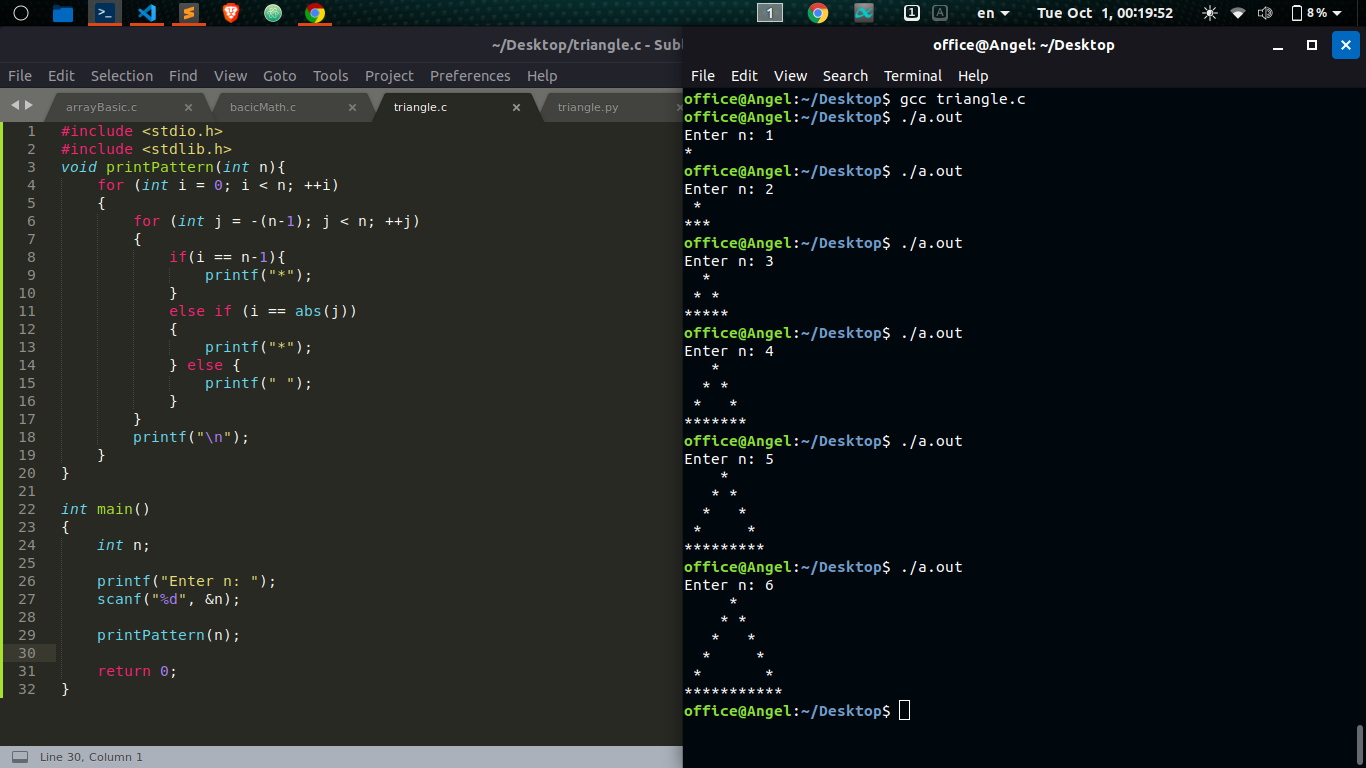 1 1 A en Tue Oct 1, 00:19:52 8%
~/Desktop/triangle.c - Subl
File Edit Selection Find View Goto Tools Project Preferences Help
arrayBasic.c × bacicMath.c × triangle.c × triangle.py ×
1 #include <stdio.h>
2 #include <stdlib.h>
3 void printPattern(int n){
4     for (int i = 0; i < n; ++i)
5     {
6         for (int j = -(n-1); j < n; ++j)
7         {
8             if(i == n-1){
9                 printf("*");
10             }
11             else if (i == abs(j))
12             {
13                 printf("*");
14             } else {
15                 printf(" ");
16             }
17         }
18         printf("\n");
19     }
20 }
21
22 int main()
23 {
24     int n;
25
26     printf("Enter n: ");
27     scanf("%d", &n);
28
29     printPattern(n);
30
31     return 0;
32 }
Line 30, Column 1
office@Angel: ~/Desktop
File Edit View Search Terminal Help
office@Angel:~/Desktop$ gcc triangle.c
office@Angel:~/Desktop$ ./a.out
Enter n: 1
*
office@Angel:~/Desktop$ ./a.out
Enter n: 2
 *
***
office@Angel:~/Desktop$ ./a.out
Enter n: 3
  *
 * *
*****
office@Angel:~/Desktop$ ./a.out
Enter n: 4
   *
  * *
 *   *
*******
office@Angel:~/Desktop$ ./a.out
Enter n: 5
    *
   * *
  *   *
 *     *
*********
office@Angel:~/Desktop$ ./a.out
Enter n: 6
     *
    * *
   *   *
  *     *
 *       *
***********
office@Angel:~/Desktop$